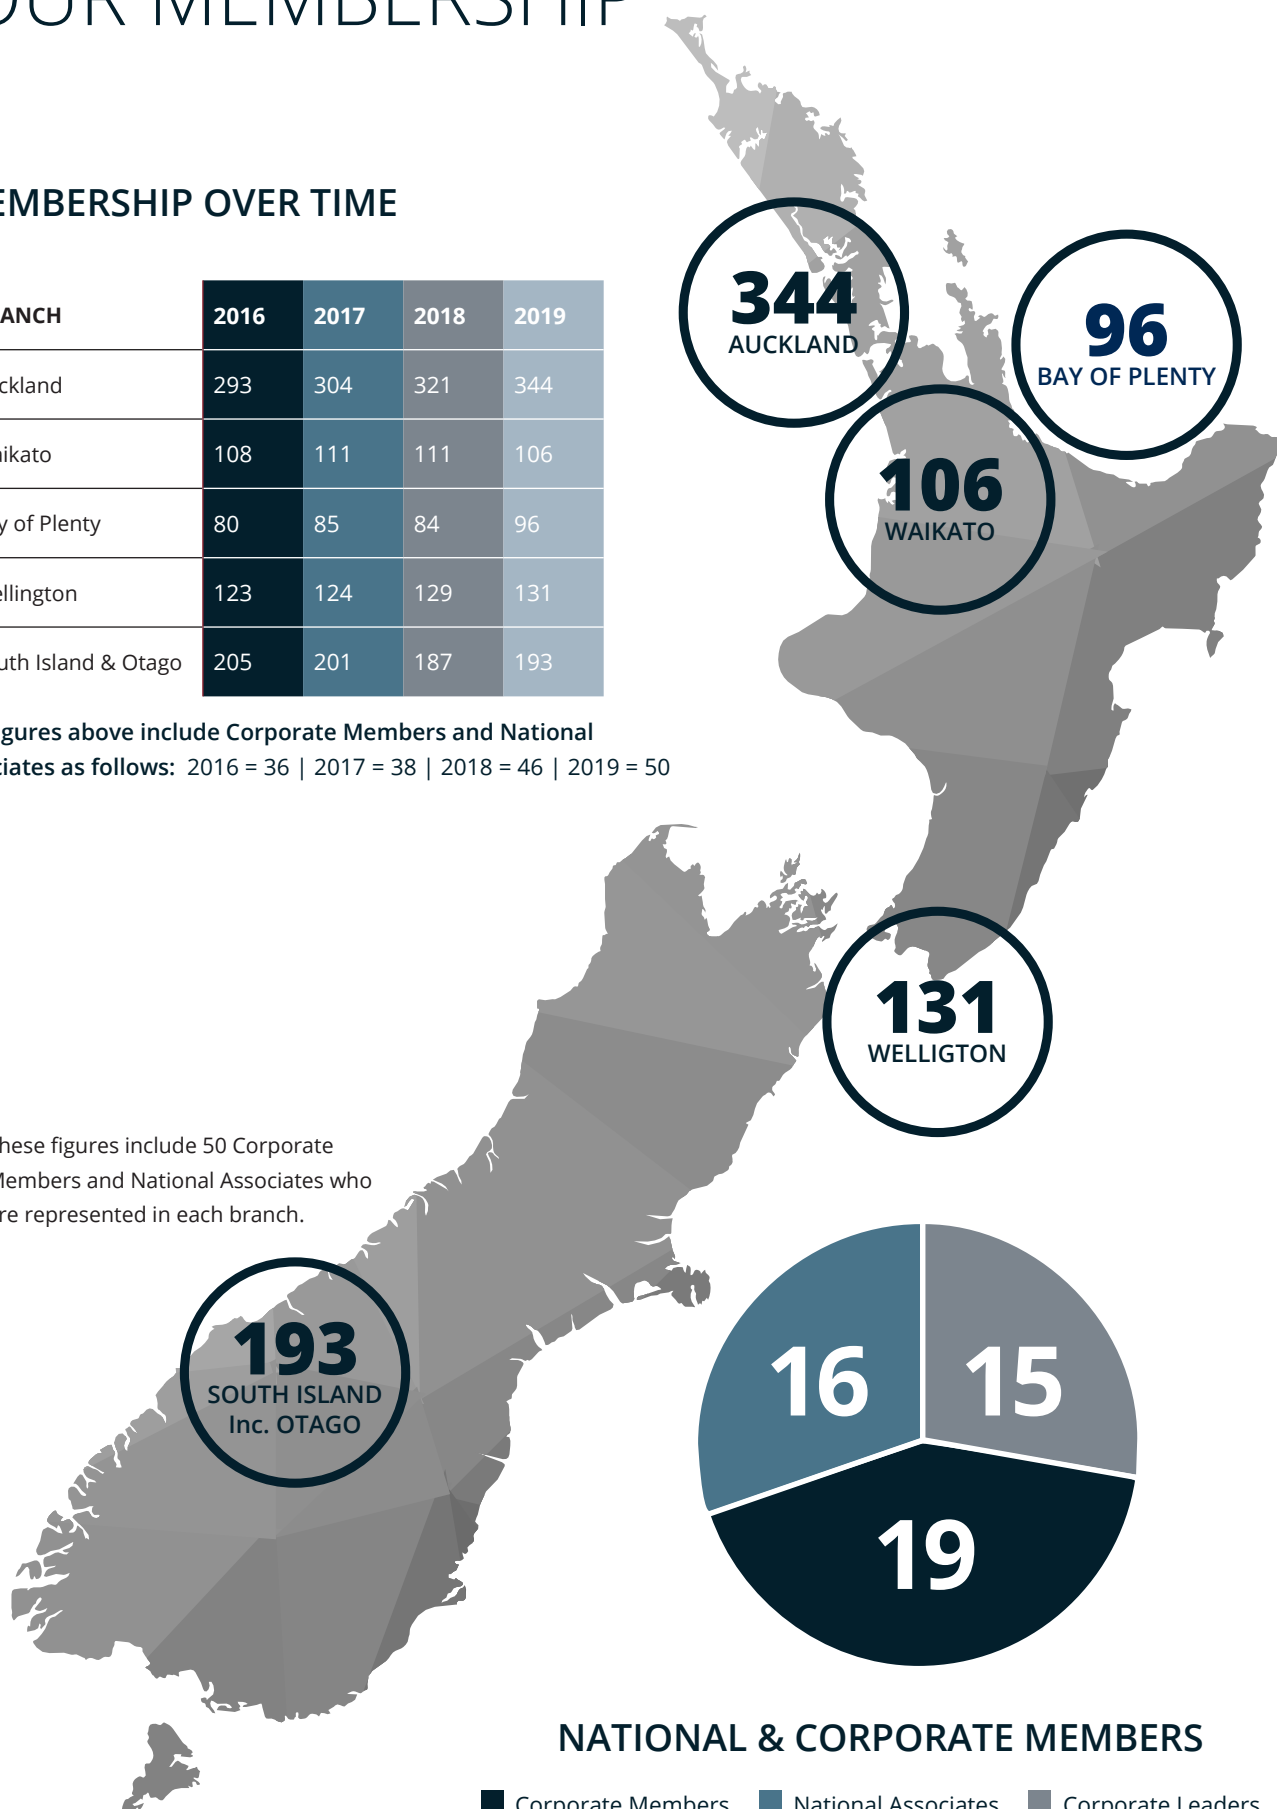 OUR MEMBERSHIP
EMBERSHIP OVER TIME
ANCH 2016 2017 2018 2019
ckland 293 304 321 344
aikato 108 111 111 106
y of Plenty 80 85 84 96
ellington 123 124 129 131
uth Island & Otago 205 201 187 193
gures above include Corporate Members and National
ciates as follows: 2016 = 36 | 2017 = 38 | 2018 = 46 | 2019 = 50
344
AUCKLAND
96
BAY OF PLENTY
106
WAIKATO
131
WELLIGTON
hese figures include 50 Corporate
Members and National Associates who
re represented in each branch.
193
SOUTH ISLAND
Inc. OTAGO
16
15
19
NATIONAL & CORPORATE MEMBERS
Corporate Members National Associates Corporate Leaders